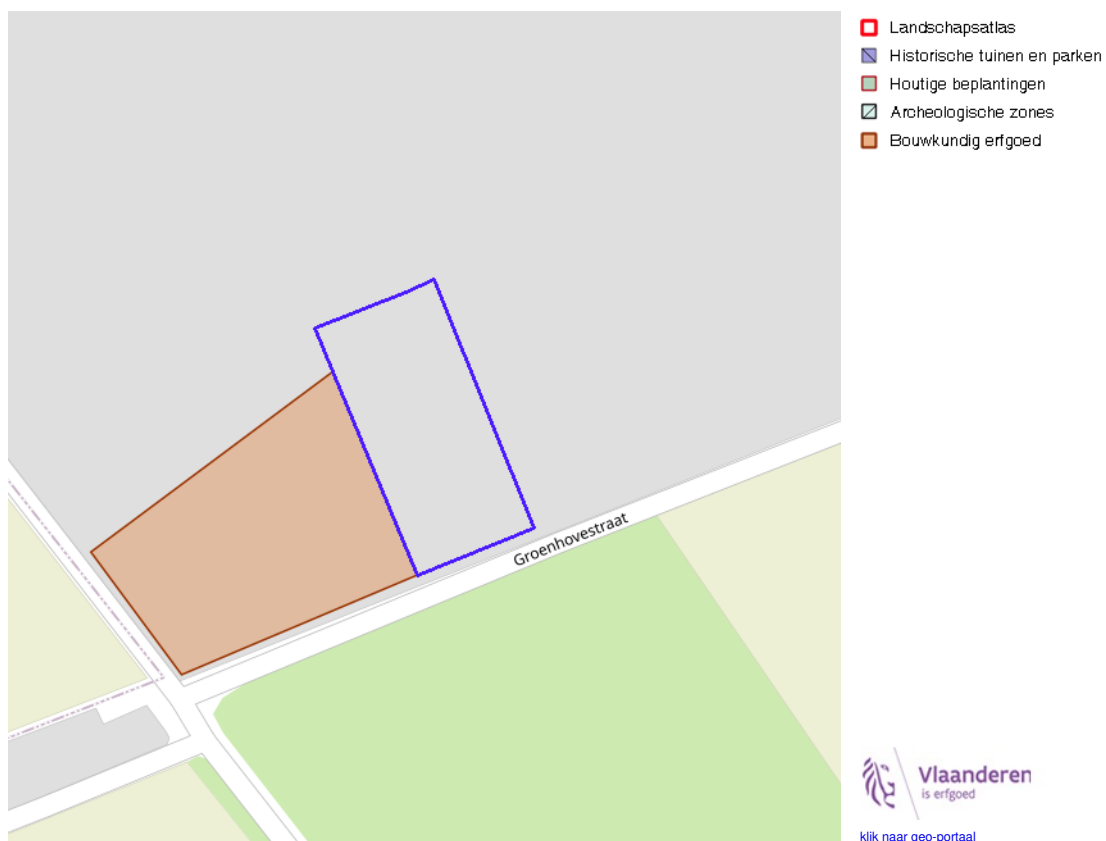 Landschapsatlas
Historische tuinen en parken
Houtige beplantingen
Archeologische zones
Bouwkundig erfgoed
Groenhovestraat
Vlaanderen
is erfgoed
klik naar geo-portaal